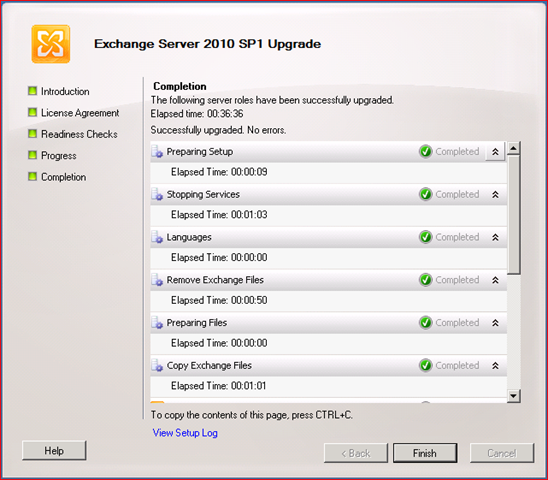 Exchange Server 2010 SP1 Upgrade
Introduction
License Agreement
Readiness Checks
Progress
Completion
Completion
The following server roles have been successfully upgraded.
Elapsed time: 00:36:36
Successfully upgraded. No errors.
Preparing Setup Completed
Elapsed Time: 00:00:09
Stopping Services Completed
Elapsed Time: 00:01:03
Languages Completed
Elapsed Time: 00:00:00
Remove Exchange Files Completed
Elapsed Time: 00:00:50
Preparing Files Completed
Elapsed Time: 00:00:00
Copy Exchange Files Completed
Elapsed Time: 00:01:01
To copy the contents of this page, press CTRL+C.
View Setup Log
Help
< Back
Finish
Cancel